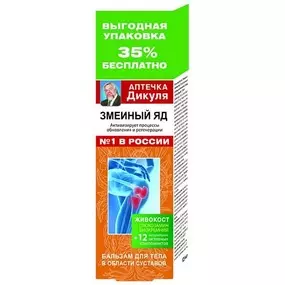 ВЫГОДНАЯ
УПАКОВКА
35%
БЕСПЛАТНО
АПТЕЧКА
Дикуля
ЗМЕИНЫЙ ЯД
Активизирует процессы
обновления и регенерации
№1 В РОССИИ
ЖИВОКОСТ
ГЛЮКОЗАМИН
+ 12
БАЛЬЗАМ ДЛЯ ТЕЛА
В ОБЛАСТИ СУСТАВОВ